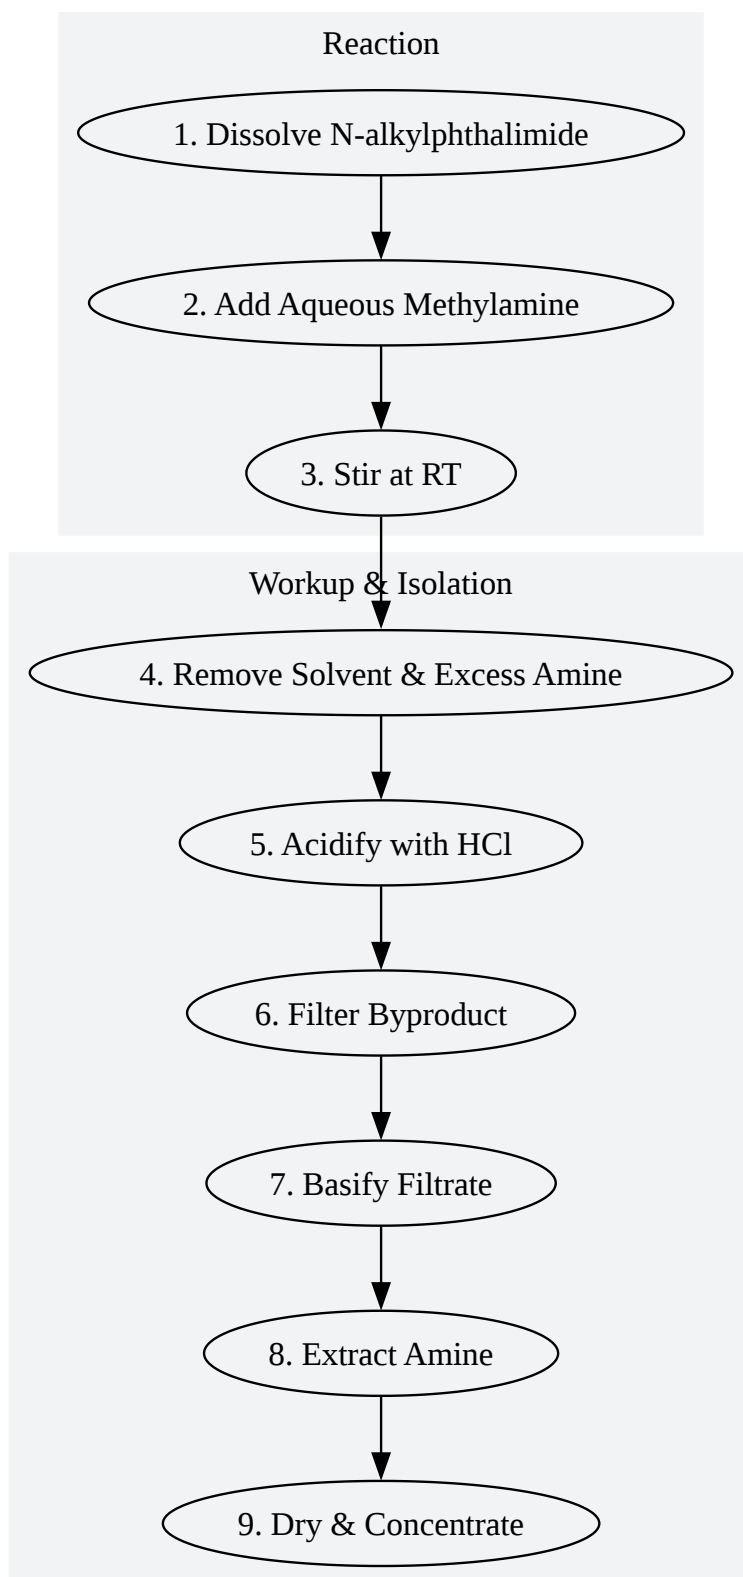 Reaction
1. Dissolve N-alkylphthalimide
2. Add Aqueous Methylamine
3. Stir at RT
Workup & Isolation
4. Remove Solvent & Excess Amine
5. Acidify with HCl
6. Filter Byproduct
7. Basify Filtrate
8. Extract Amine
9. Dry & Concentrate